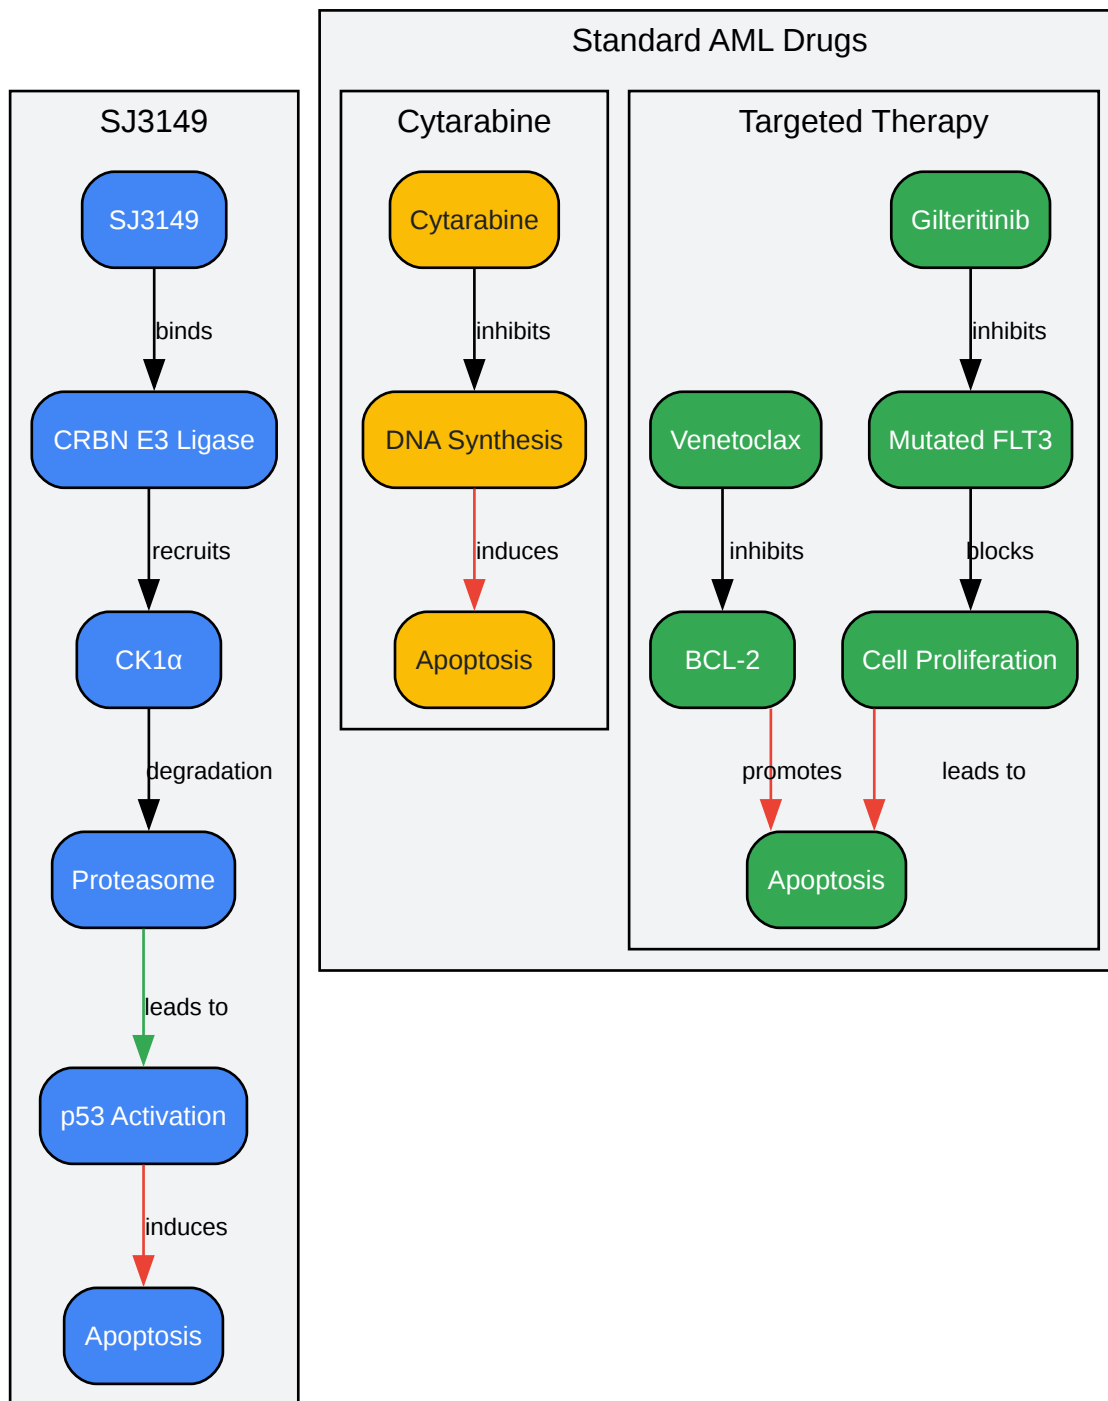 Standard AML Drugs
SJ3149
SJ3149
binds
CRBN E3 Ligase
recruits
CK1α
degradation
Proteasome
leads to
p53 Activation
induces
Apoptosis
Cytarabine
Cytarabine
inhibits
DNA Synthesis
induces
Apoptosis
Targeted Therapy
Gilteritinib
inhibits
Venetoclax
Mutated FLT3
inhibits
blocks
BCL-2
Cell Proliferation
promotes
leads to
Apoptosis